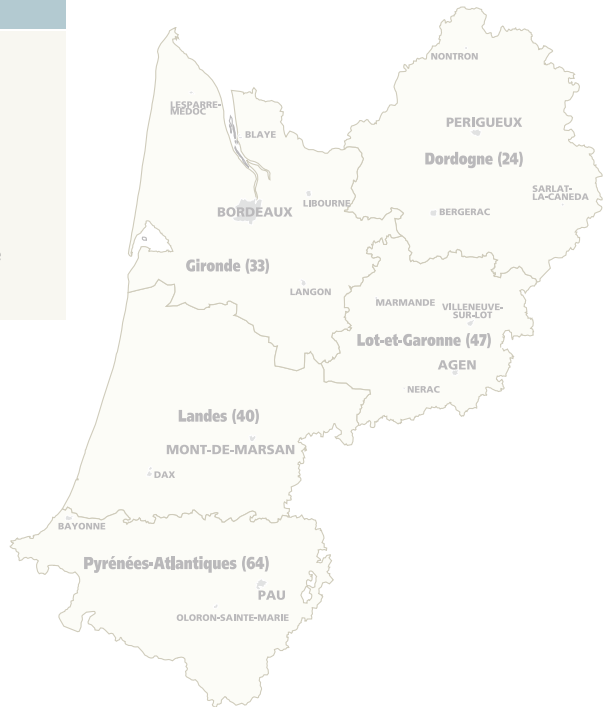 NONTRON
LESPARRE-
MEDOC
PERIGUEUX
BLAYE
Dordogne (24)
SARLAT-
LA-CANEDA
LIBOURNE
BORDEAUX
BERGERAC
Gironde (33)
LANGON
MARMANDE
VILLENEUVE-
SUR-LOT
Lot-et-Garonne (47)
AGEN
NERAC
Landes (40)
MONT-DE-MARSAN
DAX
BAYONNE
Pyrénées-Atlantiques (64)
PAU
OLORON-SAINTE-MARIE